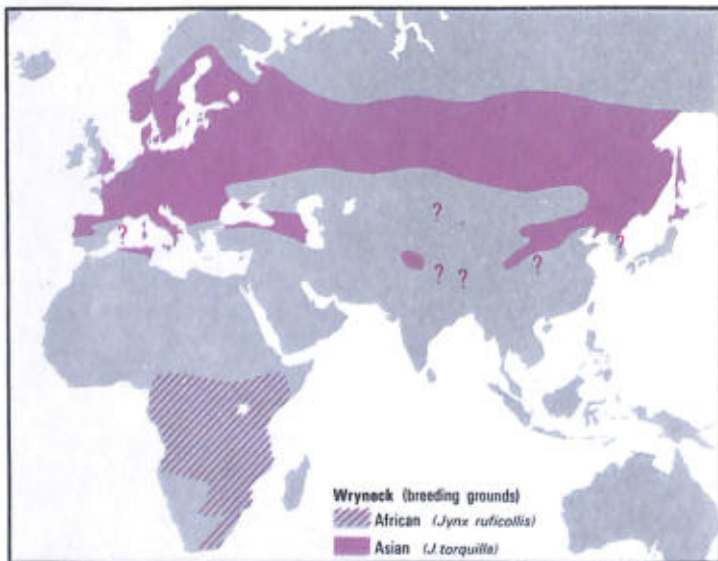 ?
?
?
?
?
?
?
Wryneck (breeding grounds)
African (Jynx ruficollis)
Asian (J. torquilla)